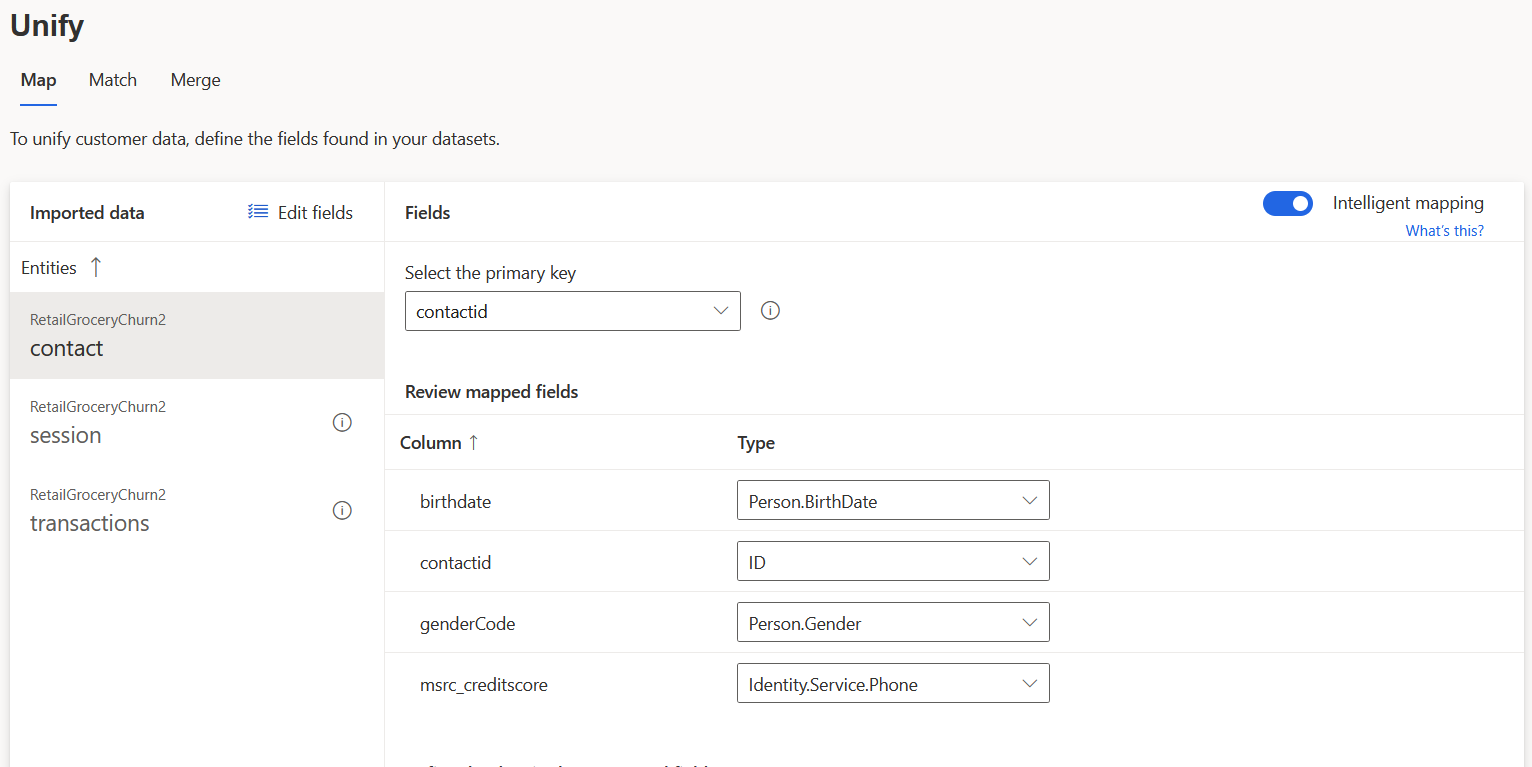 Unify
Map Match Merge
To unify customer data, define the fields found in your datasets.
Imported data Edit fields
Entities ↑
RetailGroceryChurn2
contact
RetailGroceryChurn2
session
RetailGroceryChurn2
transactions
Fields
Intelligent mapping
What's this?
Select the primary key
contactid
Review mapped fields
Column ↑ Type
birthdate Person.BirthDate
contactid ID
genderCode Person.Gender
msrc_creditscore Identity.Service.Phone